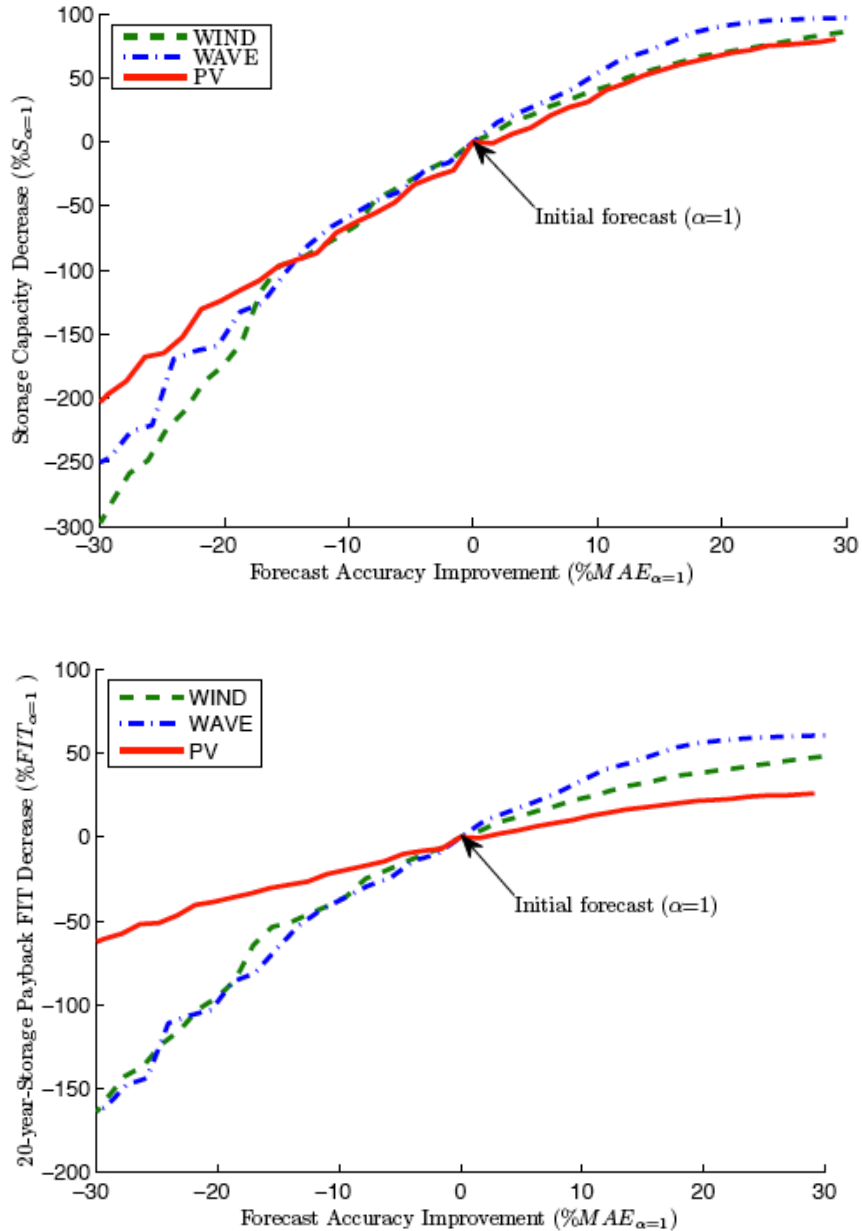 100
50
0
−50
−100
−150
−200
−250
−300
Storage Capacity Decrease (%S_{α=1})
WIND
WAVE
PV
Initial forecast (α=1)
−30 −20 −10 0 10 20 30
Forecast Accuracy Improvement (%MAE_{α=1})
100
50
0
−50
−100
−150
−200
20-year-Storage Payback FIT Decrease (%FIT_{α=1})
WIND
WAVE
PV
Initial forecast (α=1)
−30 −20 −10 0 10 20 30
Forecast Accuracy Improvement (%MAE_{α=1})